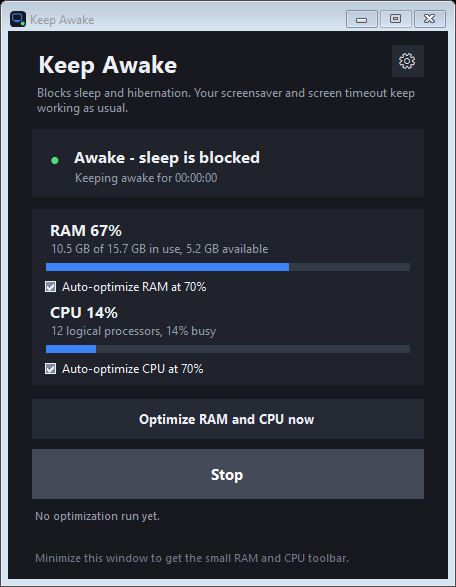 Keep Awake
Keep Awake
Blocks sleep and hibernation. Your screensaver and screen timeout keep
working as usual.
Awake - sleep is blocked
Keeping awake for 00:00:00
RAM 67%
10.5 GB of 15.7 GB in use, 5.2 GB available
Auto-optimize RAM at 70%
CPU 14%
12 logical processors, 14% busy
Auto-optimize CPU at 70%
Optimize RAM and CPU now
Stop
No optimization run yet.
Minimize this window to get the small RAM and CPU toolbar.